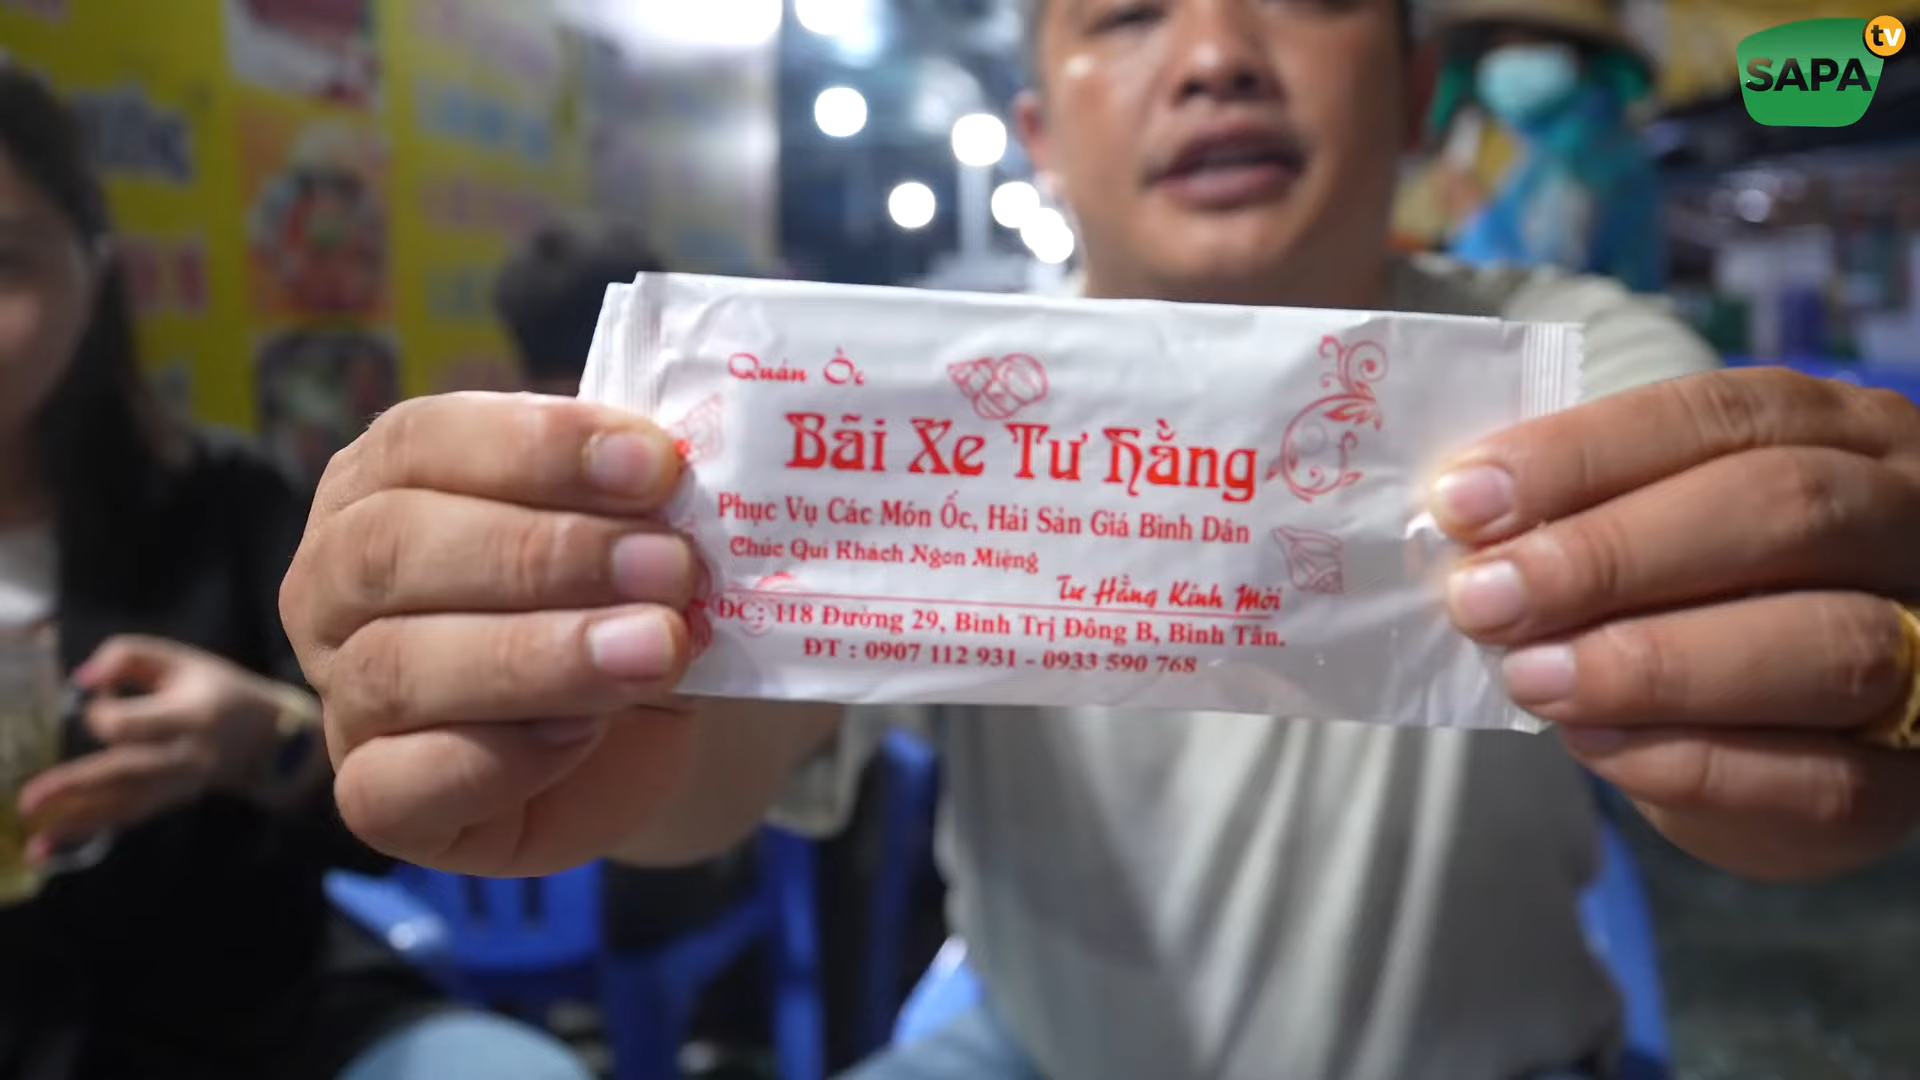 SAPA tv
Quán Ốc
Bãi Xe Tư Hằng
Phục Vụ Các Món Ốc, Hải Sản Giá Bình Dân
Chúc Quí Khách Ngon Miệng
Tư Hằng Kính Mời
ĐC: 118 Đường 29, Bình Trị Đông B, Bình Tân.
ĐT : 0907 112 931 - 0933 590 768